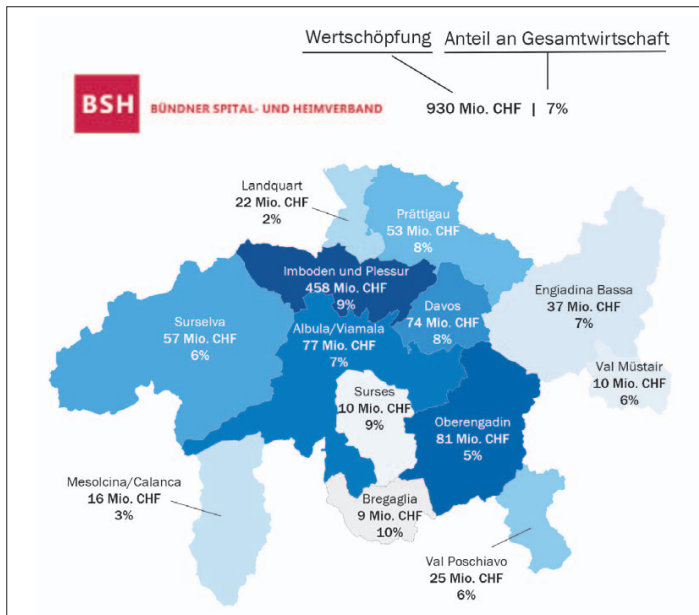 Wertschöpfung Anteil an Gesamtwirtschaft
BSH BÜNDNER SPITAL- UND HEIMVERBAND
930 Mio. CHF | 7%
Landquart
22 Mio. CHF
2%
Prättigau
53 Mio. CHF
8%
Imboden und Plessur
458 Mio. CHF
9%
Engiadina Bassa
37 Mio. CHF
7%
Davos
74 Mio. CHF
8%
Surselva
57 Mio. CHF
6%
Albula/Viamala
77 Mio. CHF
7%
Val Müstair
10 Mio. CHF
6%
Surses
10 Mio. CHF
9%
Oberengadin
81 Mio. CHF
5%
Mesolcina/Calanca
16 Mio. CHF
3%
Bregaglia
9 Mio. CHF
10%
Val Poschiavo
25 Mio. CHF
6%